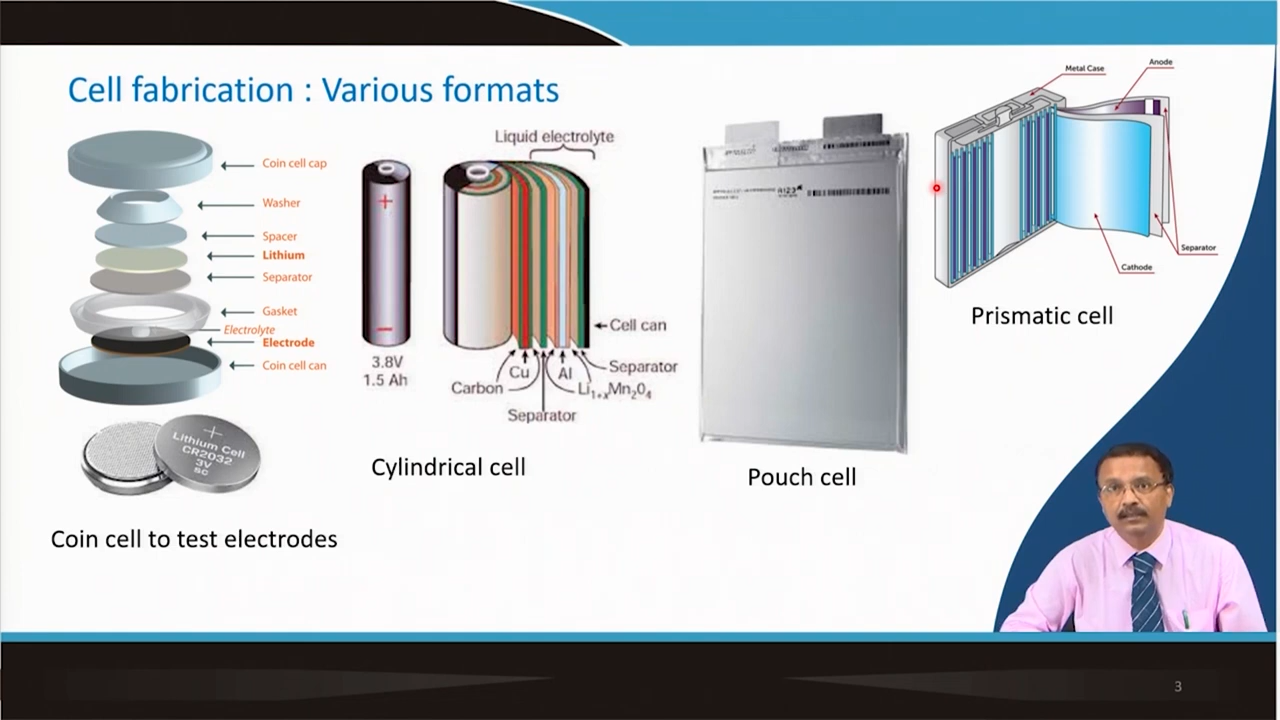 Cell fabrication : Various formats
Coin cell cap
Washer
Spacer
Lithium
Separator
Gasket
Electrolyte
Electrode
Coin cell can
+
Lithium Cell
CR2032
3V
SC
Coin cell to test electrodes
+
−
3.8V
1.5 Ah
Liquid electrolyte
Cell can
Separator
Cu
Al
Carbon
Li1+xMn2O4
Separator
Cylindrical cell
A123
Pouch cell
Metal Case
Anode
Separator
Cathode
Prismatic cell
3